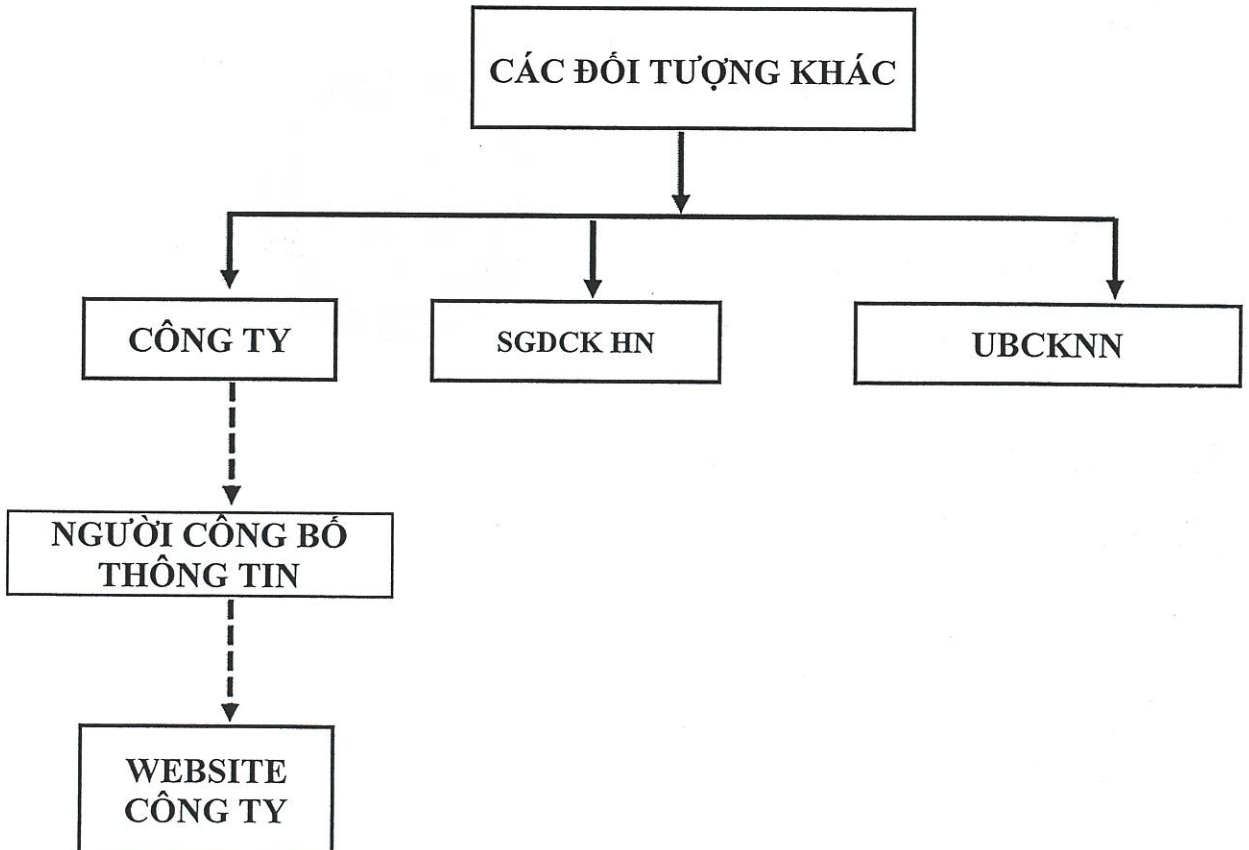 CÁC ĐỐI TƯỢNG KHÁC
CÔNG TY
SGDCK HN
UBCKNN
NGƯỜI CÔNG BỐ
THÔNG TIN
WEBSITE
CÔNG TY